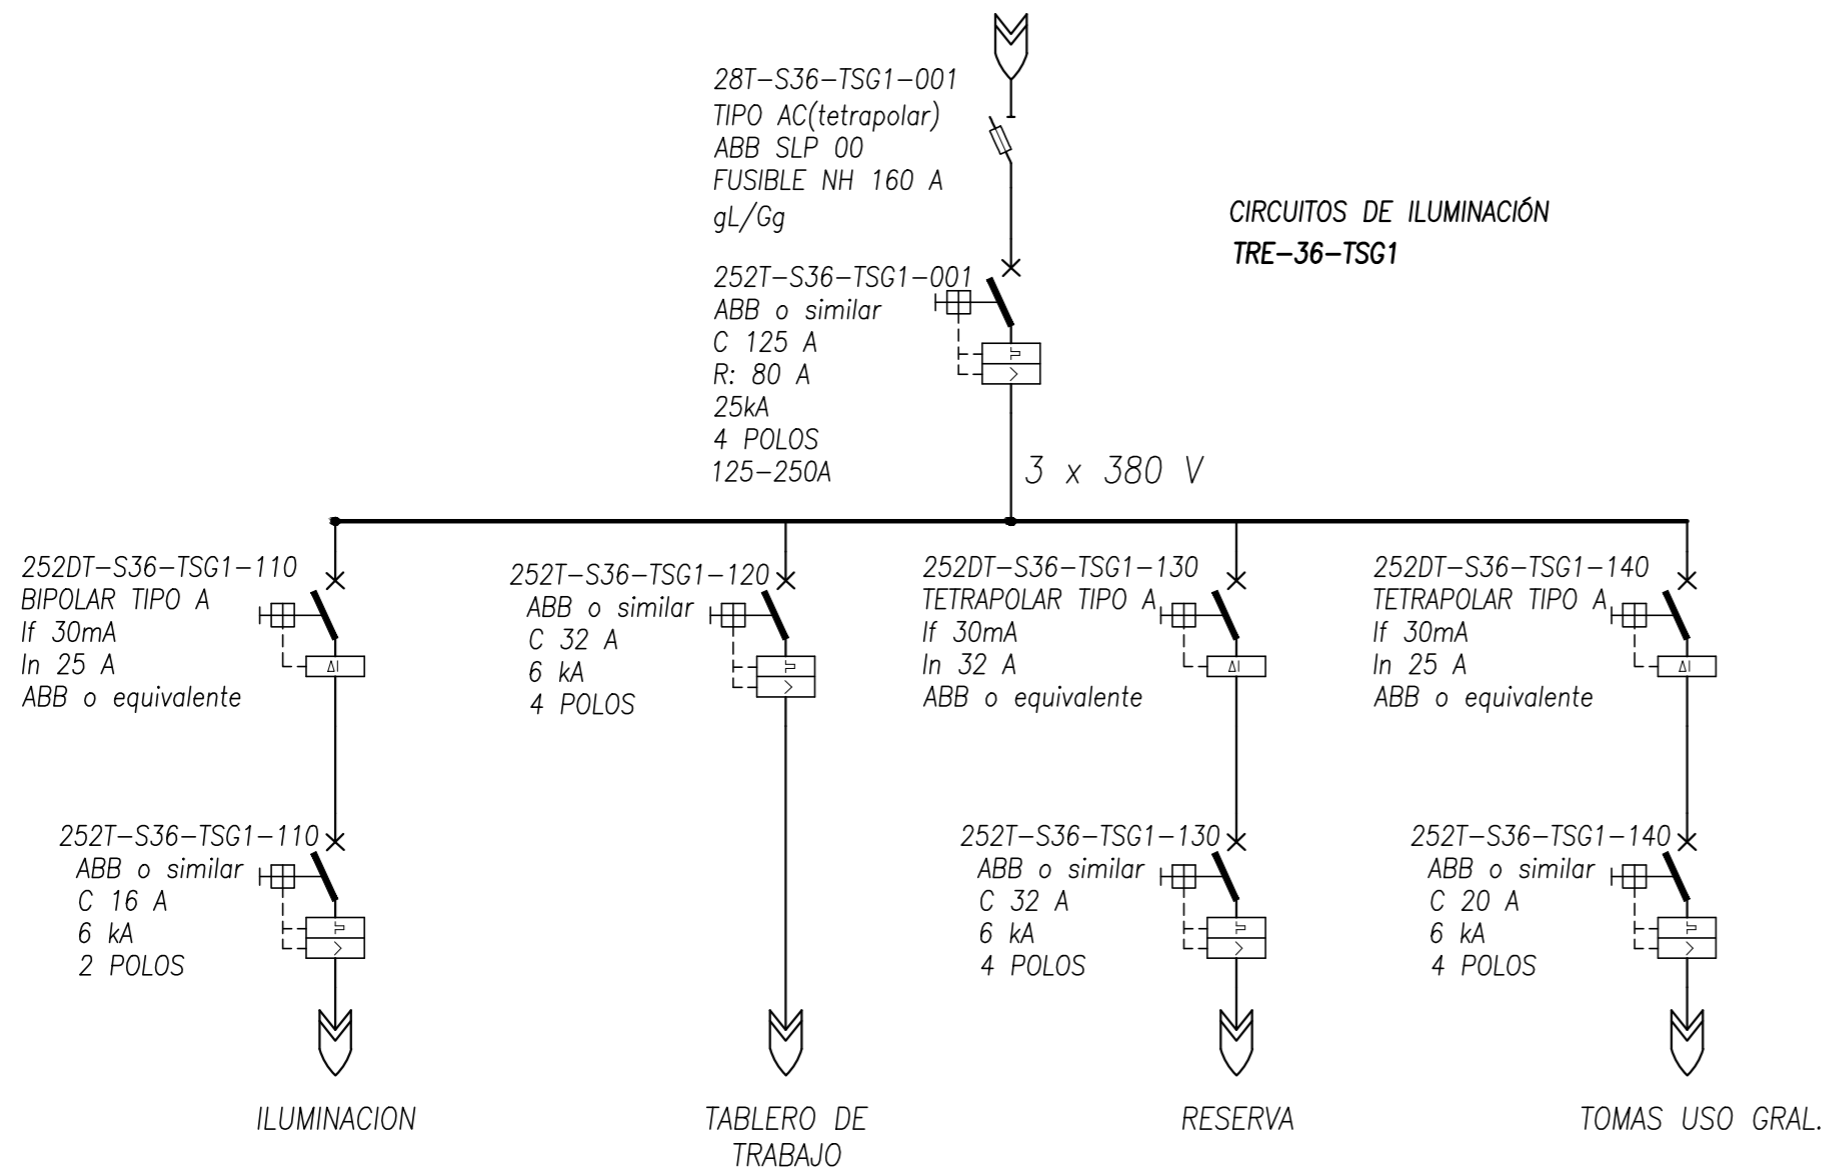 28T-S36-TSG1-001
TIPO AC(tetrapolar)
ABB SLP 00
FUSIBLE NH 160 A
gL/Gg
CIRCUITOS DE ILUMINACIÓN
TRE-36-TSG1
252T-S36-TSG1-001
ABB o similar
C 125 A
R: 80 A
25kA
4 POLOS
125-250A
3 x 380 V
252DT-S36-TSG1-110
BIPOLAR TIPO A
If 30mA
In 25 A
ABB o equivalente
252T-S36-TSG1-120
ABB o similar
C 32 A
6 kA
4 POLOS
252DT-S36-TSG1-130
TETRAPOLAR TIPO A
If 30mA
In 32 A
ABB o equivalente
252DT-S36-TSG1-140
TETRAPOLAR TIPO A
If 30mA
In 25 A
ABB o equivalente
252T-S36-TSG1-110
ABB o similar
C 16 A
6 kA
2 POLOS
252T-S36-TSG1-130
ABB o similar
C 32 A
6 kA
4 POLOS
252T-S36-TSG1-140
ABB o similar
C 20 A
6 kA
4 POLOS
ILUMINACION
TABLERO DE
TRABAJO
RESERVA
TOMAS USO GRAL.